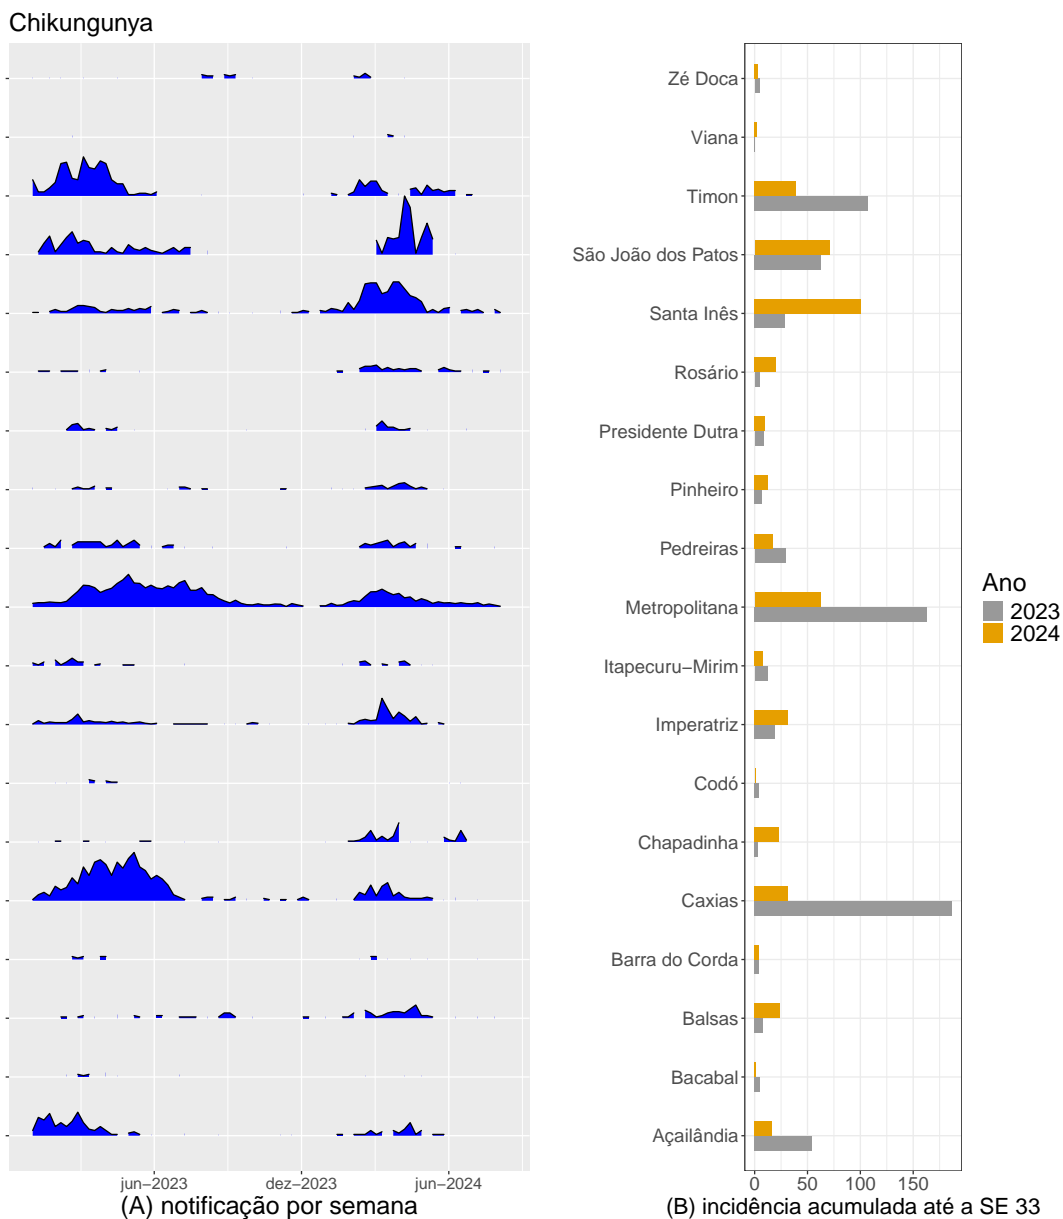 Chikungunya
jun–2023
dez–2023
jun–2024
(A) notificação por semana
Zé Doca
Viana
Timon
São João dos Patos
Santa Inês
Rosário
Presidente Dutra
Pinheiro
Pedreiras
Metropolitana
Itapecuru–Mirim
Imperatriz
Codó
Chapadinha
Caxias
Barra do Corda
Balsas
Bacabal
Açailândia
0 50 100 150
(B) incidência acumulada até a SE 33
Ano
2023
2024